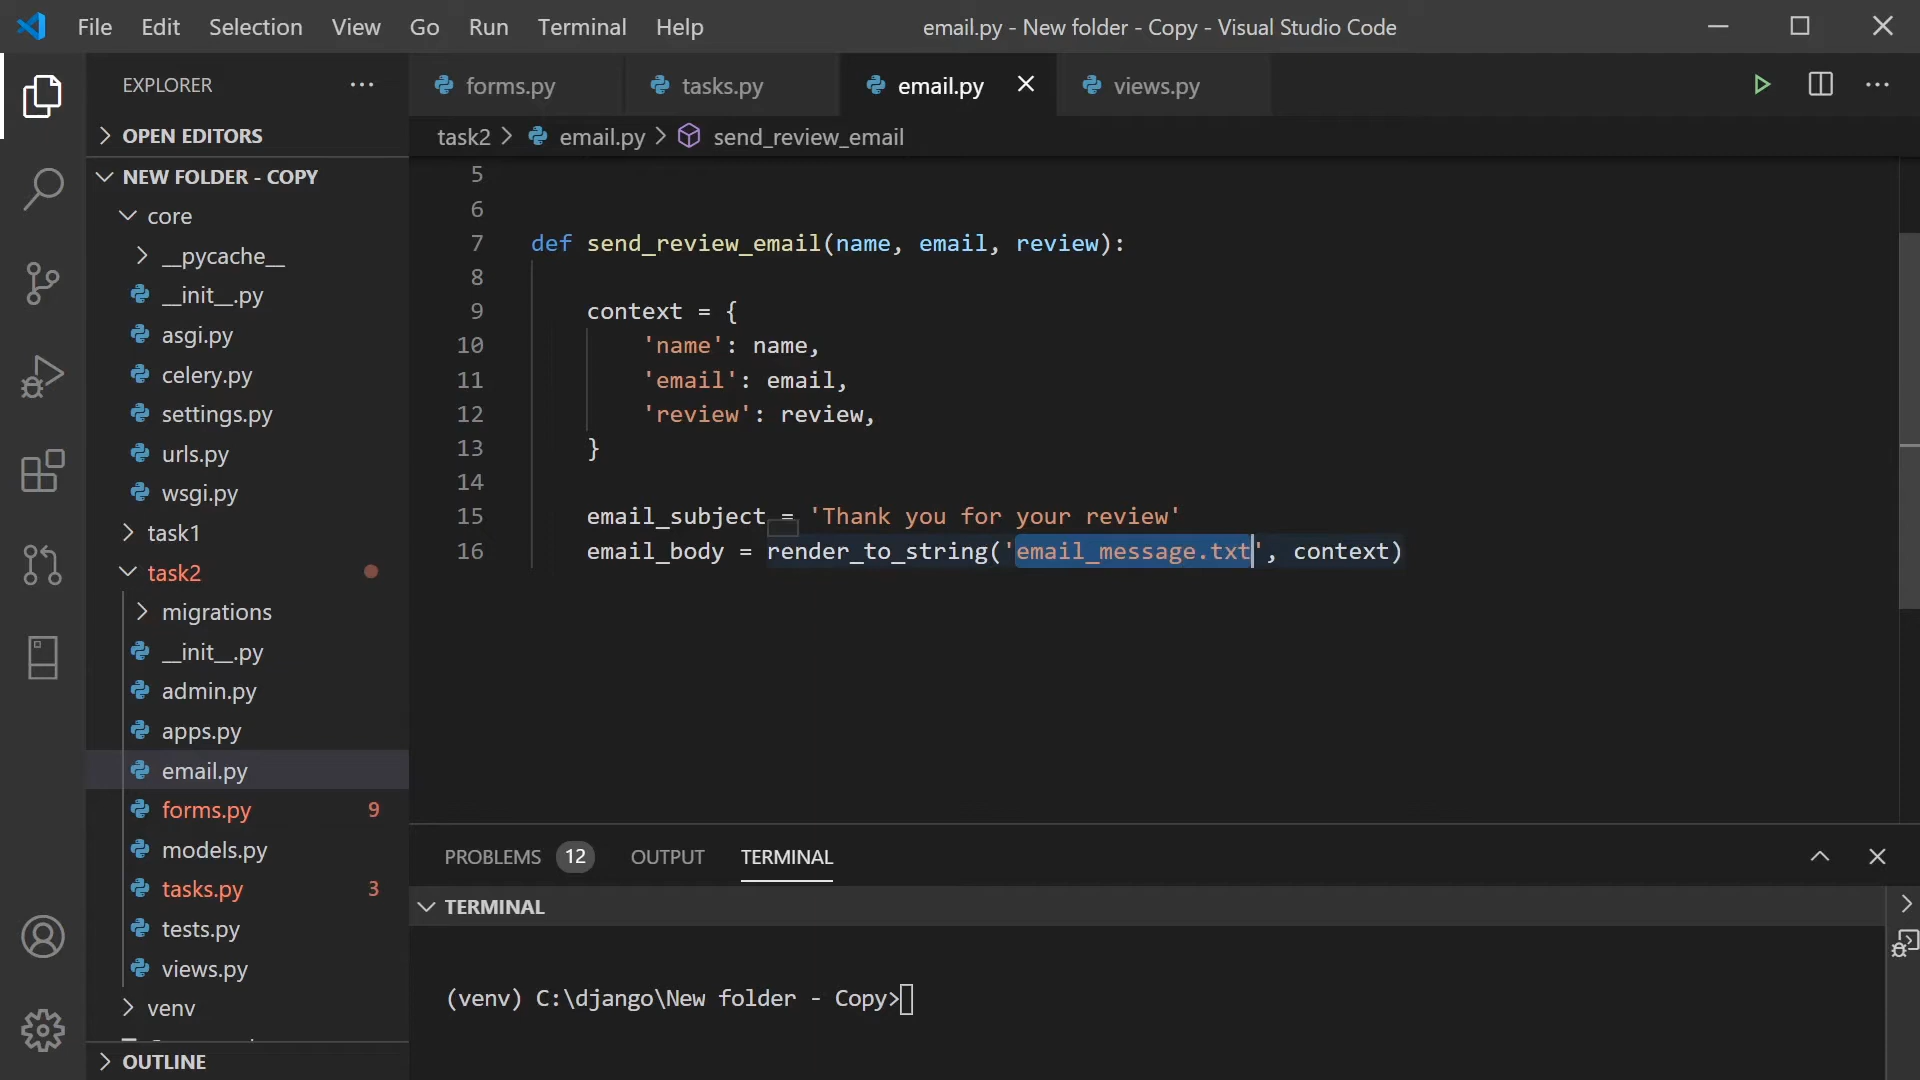 File Edit Selection View Go Run Terminal Help
email.py - New folder - Copy - Visual Studio Code
EXPLORER
forms.py
tasks.py
email.py
views.py
OPEN EDITORS
task2 > email.py > send_review_email
NEW FOLDER - COPY
core
__pycache__
__init__.py
asgi.py
celery.py
settings.py
urls.py
wsgi.py
task1
task2
migrations
__init__.py
admin.py
apps.py
email.py
forms.py 9
models.py
tasks.py 3
tests.py
views.py
venv
OUTLINE
5
6
7 def send_review_email(name, email, review):
8
9 context = {
10 'name': name,
11 'email': email,
12 'review': review,
13 }
14
15 email_subject = 'Thank you for your review'
16 email_body = render_to_string('email_message.txt', context)
PROBLEMS 12 OUTPUT TERMINAL
TERMINAL
(venv) C:\django\New folder - Copy>